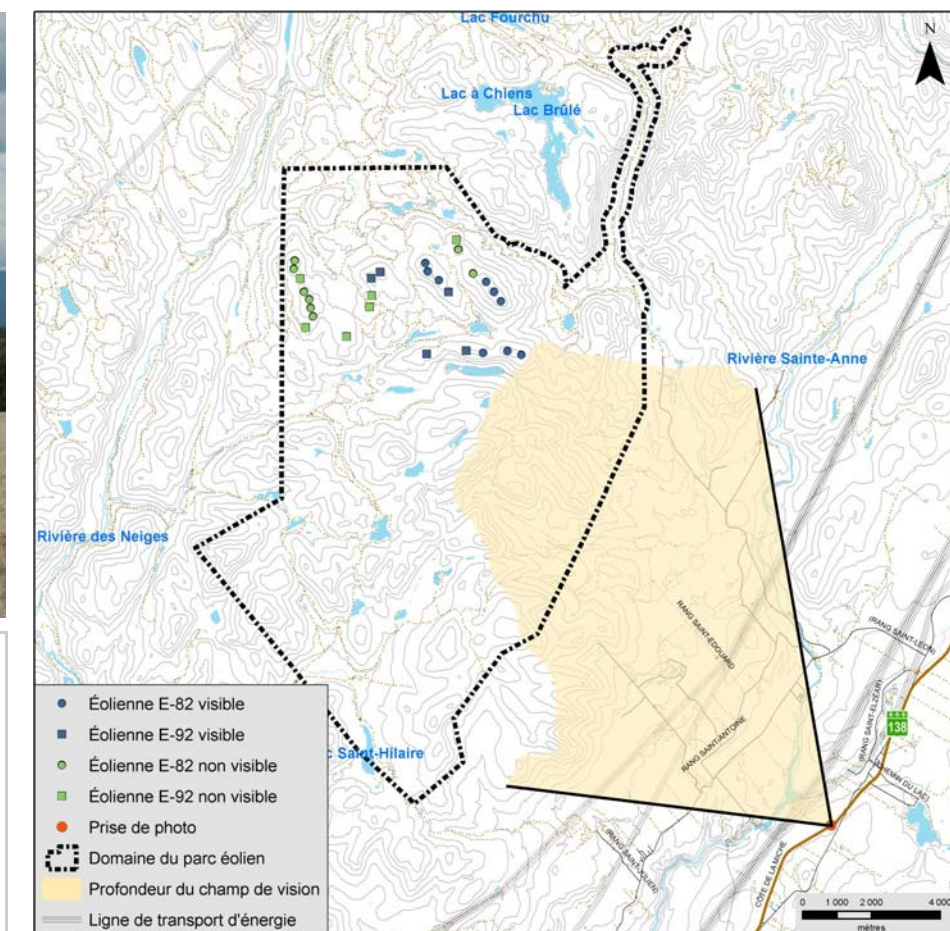 Lac Fourchu
N
Lac à Chiens
Lac Brûlé
Rivière Sainte-Anne
Rivière des Neiges
RANG SAINT-ÉDOUARD
(RANG SAINT-LÉON)
(RANG SAINT-ELZÉAR)
138
RANG SAINT-ANTOINE
CHEMIN DU LAC
c Saint-Hilaire
(RANG SAINT-JULIEN)
CÔTE DE LA MICHE
Éolienne E-82 visible
Éolienne E-92 visible
Éolienne E-82 non visible
Éolienne E-92 non visible
Prise de photo
Domaine du parc éolien
Profondeur du champ de vision
Ligne de transport d'énergie
0 1 000 2 000 4 000
mètres